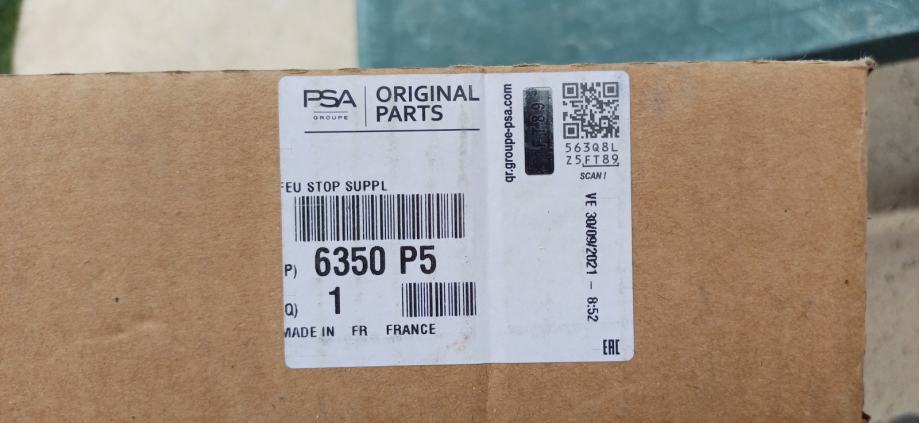 PSA
GROUPE
ORIGINAL
PARTS
FEU STOP SUPPL
P) 6350 P5
Q) 1
MADE IN FR FRANCE
qr.groupe-psa.com
FT89
563Q8L
Z5FT89
SCAN!
VE 30/09/2021 - 8:52
EAC